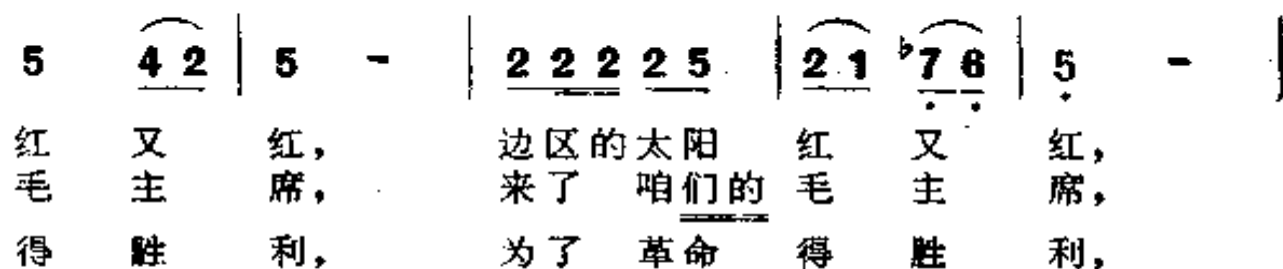 5 4 2 | 5 - | 2 2 2 2 5 | 2 1 ♭7 6 | 5 -
红 又 红， 边区的太阳 红 又 红，
毛 主 席， 来了 咱们的 毛 主 席，
得 胜 利， 为了 革命 得 胜 利，